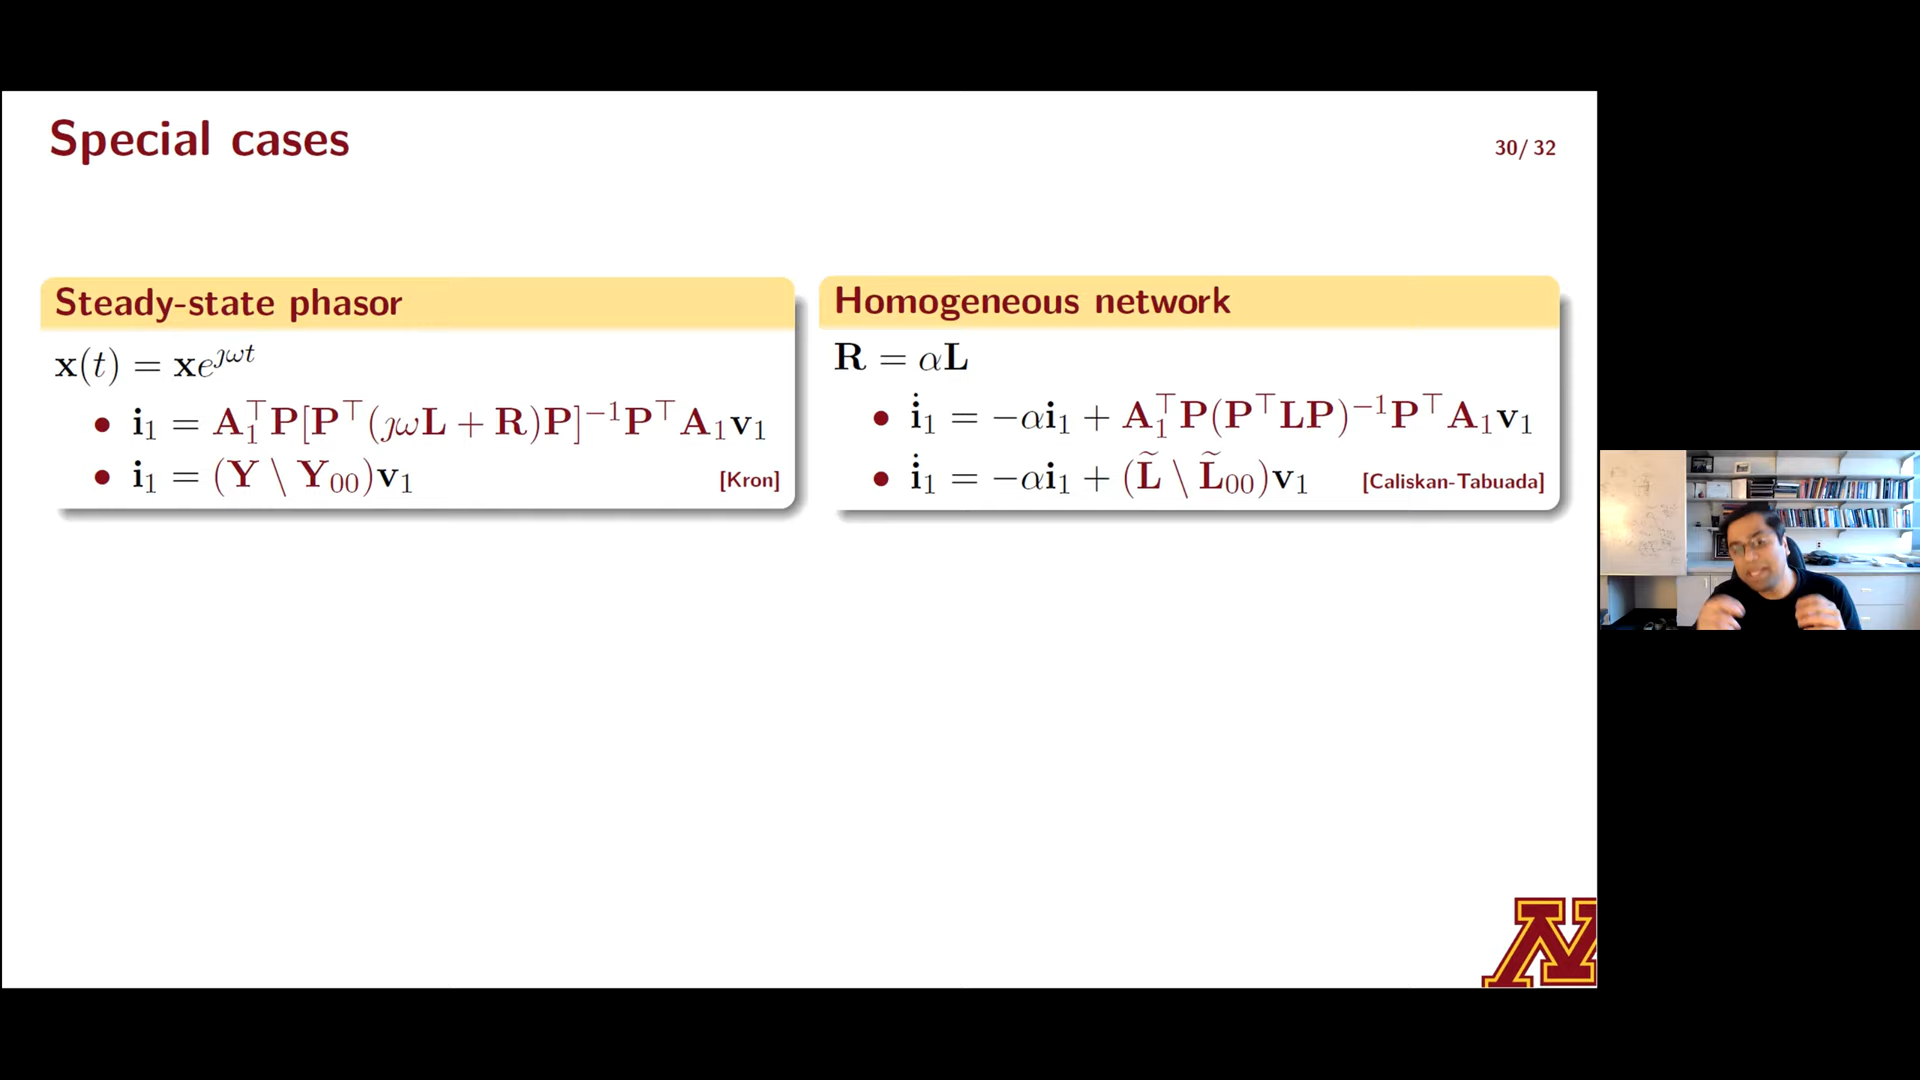 Special cases
30/ 32
Steady-state phasor
𝐱(t) = 𝐱e^{ȷωt}
• 𝐢₁ = 𝐀₁^⊤𝐏[𝐏^⊤(ȷω𝐋 + 𝐑)𝐏]^{−1}𝐏^⊤𝐀₁𝐯₁
• 𝐢₁ = (𝐘 \ 𝐘₀₀)𝐯₁ [Kron]
Homogeneous network
𝐑 = α𝐋
• 𝐢̇₁ = −α𝐢₁ + 𝐀₁^⊤𝐏(𝐏^⊤𝐋𝐏)^{−1}𝐏^⊤𝐀₁𝐯₁
• 𝐢̇₁ = −α𝐢₁ + (𝐋̃ \ 𝐋̃₀₀)𝐯₁ [Caliskan-Tabuada]